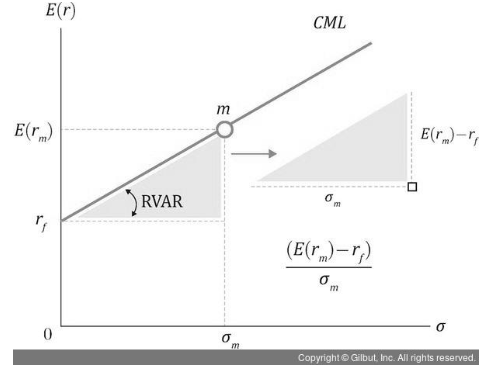 E(r)
CML
m
E(r_m)
E(r_m)−r_f
RVAR
σ_m
r_f
(E(r_m)−r_f)
σ_m
0
σ_m
σ
Copyright © Gilbut, Inc. All rights reserved.